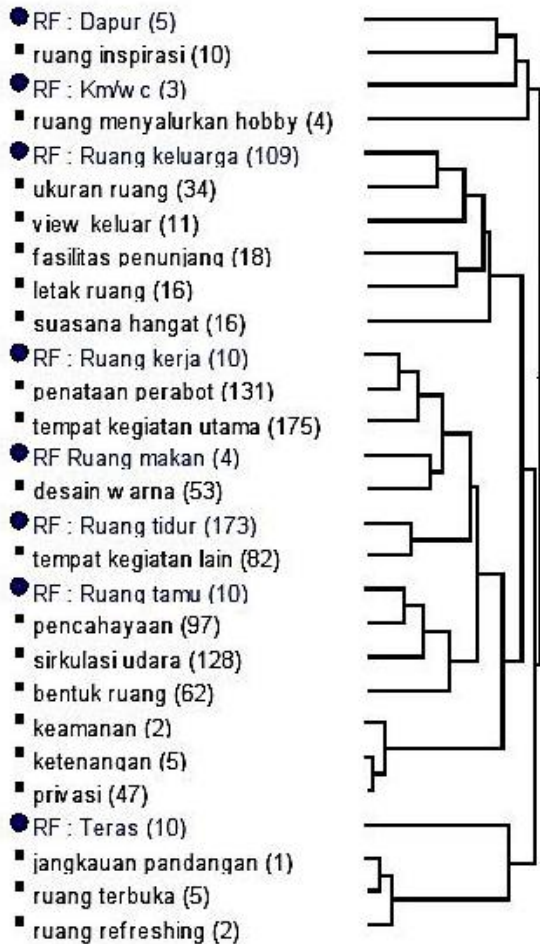 RF : Dapur (5)
ruang inspirasi (10)
RF : Km/wc (3)
ruang menyalurkan hobby (4)
RF : Ruang keluarga (109)
ukuran ruang (34)
view keluar (11)
fasilitas penunjang (18)
letak ruang (16)
suasana hangat (16)
RF : Ruang kerja (10)
penataan perabot (131)
tempat kegiatan utama (175)
RF Ruang makan (4)
desain warna (53)
RF : Ruang tidur (173)
tempat kegiatan lain (82)
RF : Ruang tamu (10)
pencahayaan (97)
sirkulasi udara (128)
bentuk ruang (62)
keamanan (2)
ketenangan (5)
privasi (47)
RF : Teras (10)
jangkauan pandangan (1)
ruang terbuka (5)
ruang refreshing (2)